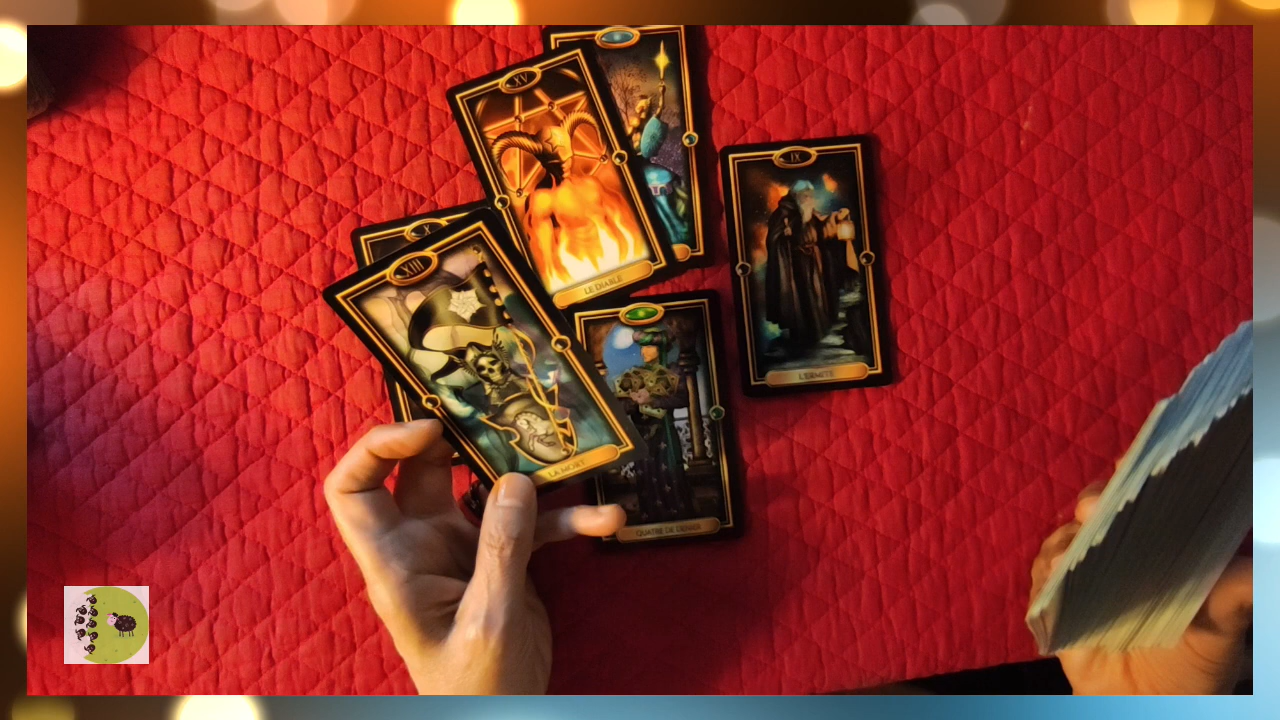 XV
LE DIABLE
IX
L'ERMITE
X
XIII
LA MORT
QUATRE DE DENIER